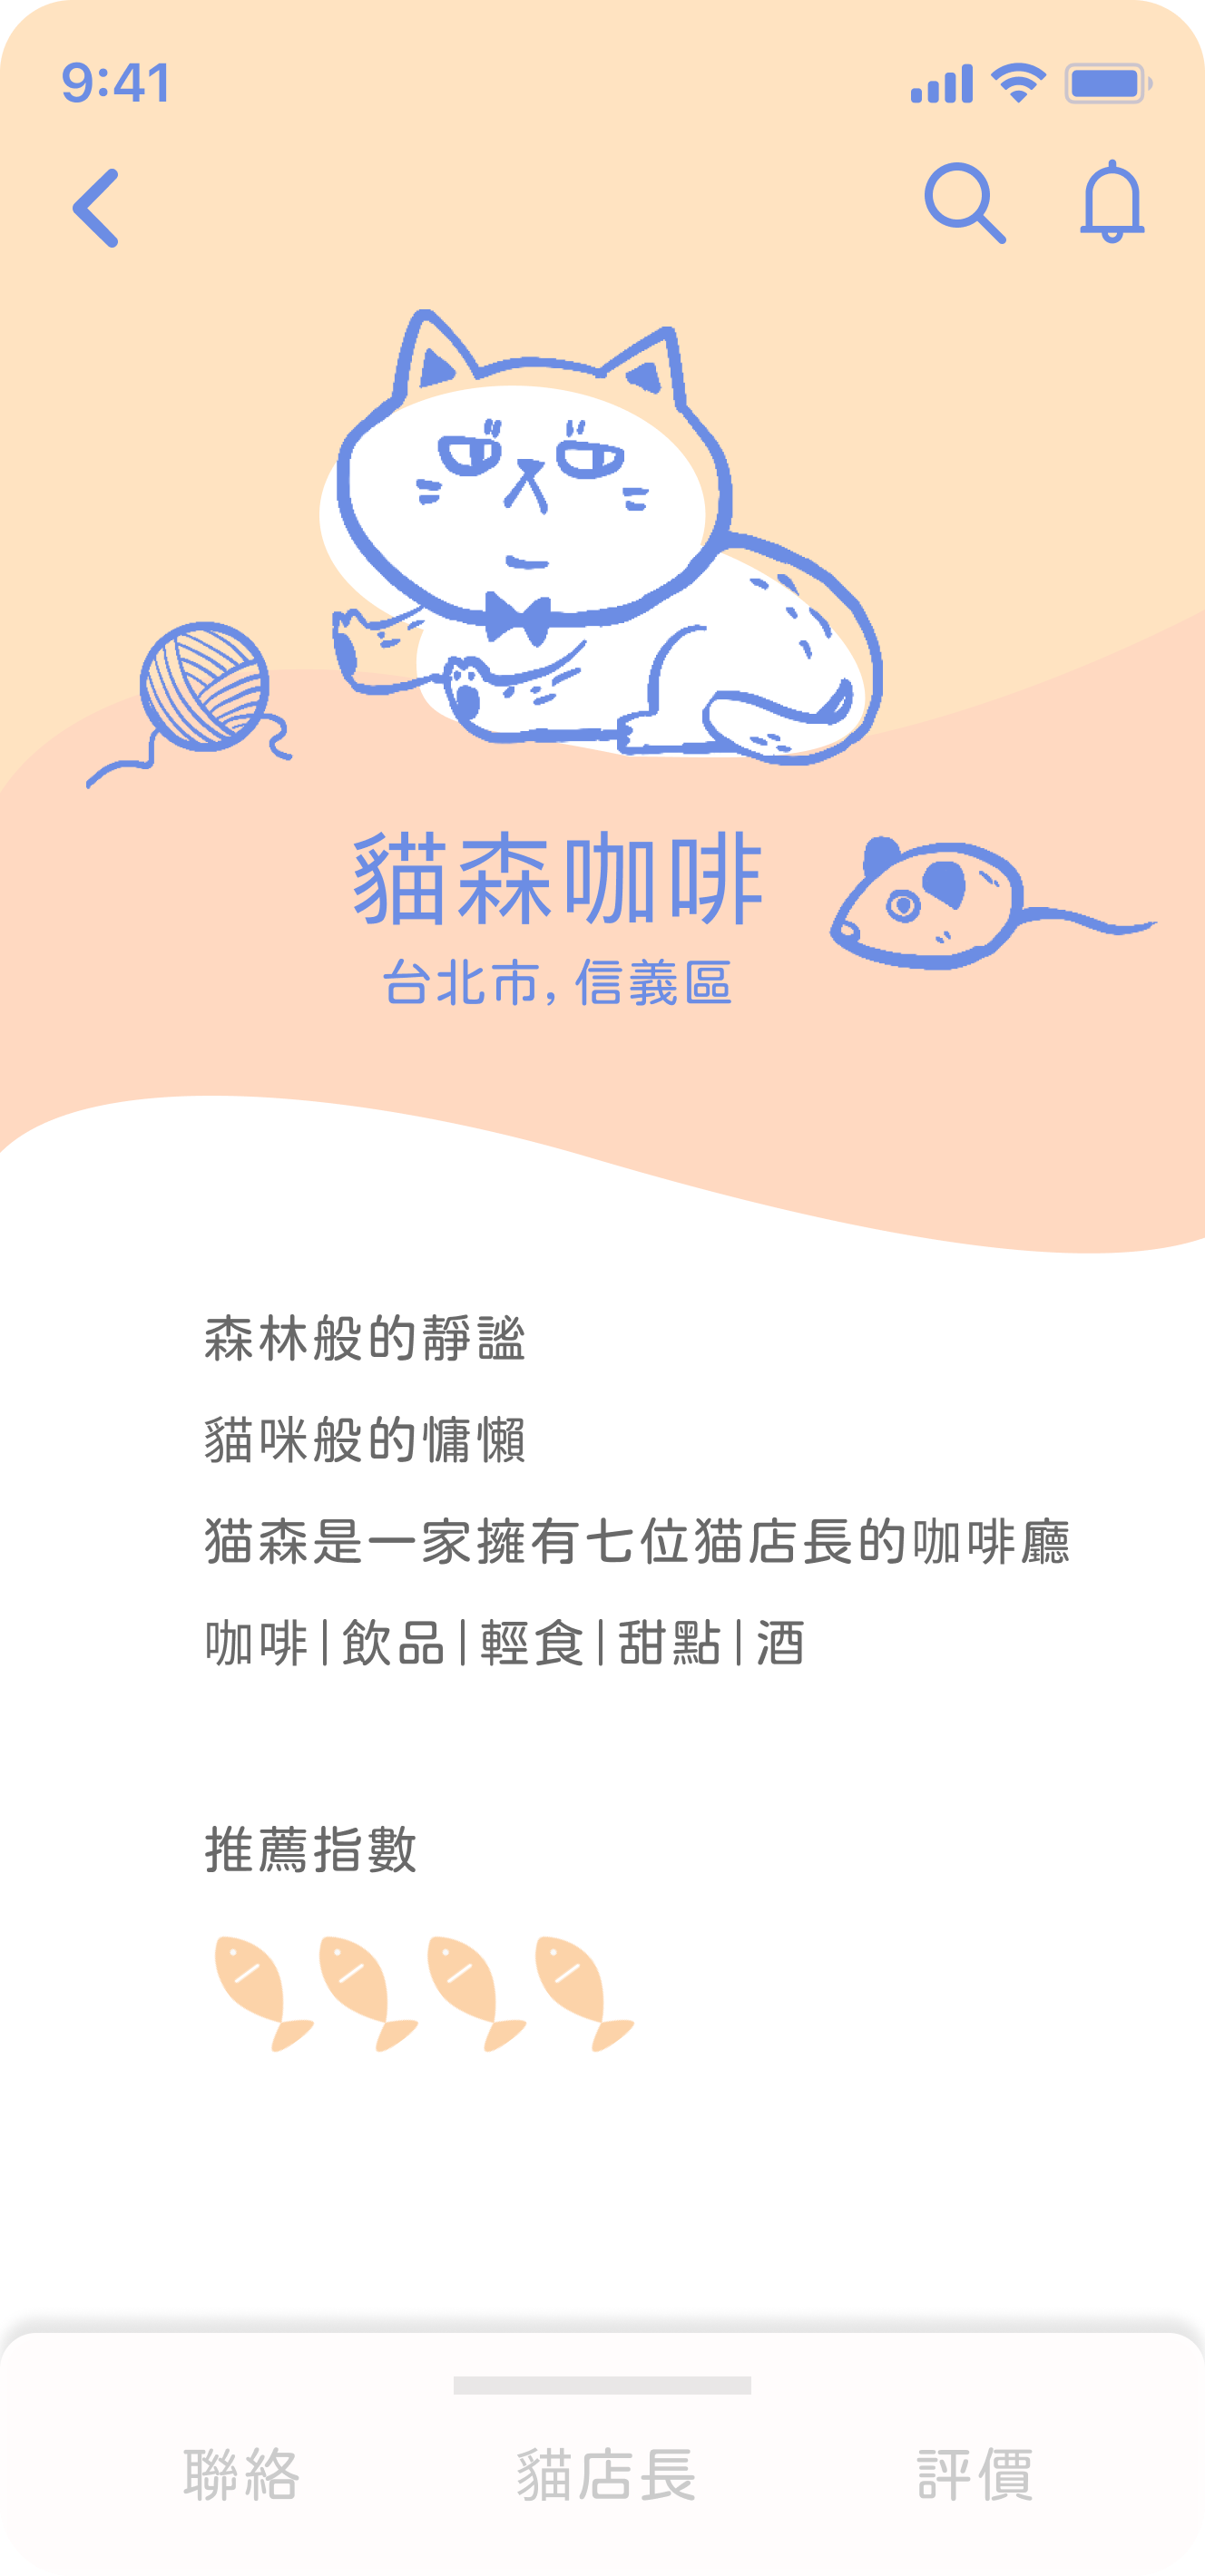 9:41
貓森咖啡
台北市, 信義區
森林般的靜謐
貓咪般的慵懶
猫森是一家擁有七位猫店長的咖啡廳
咖啡|飲品|輕食|甜點|酒
推薦指數
聯絡
貓店長
評價